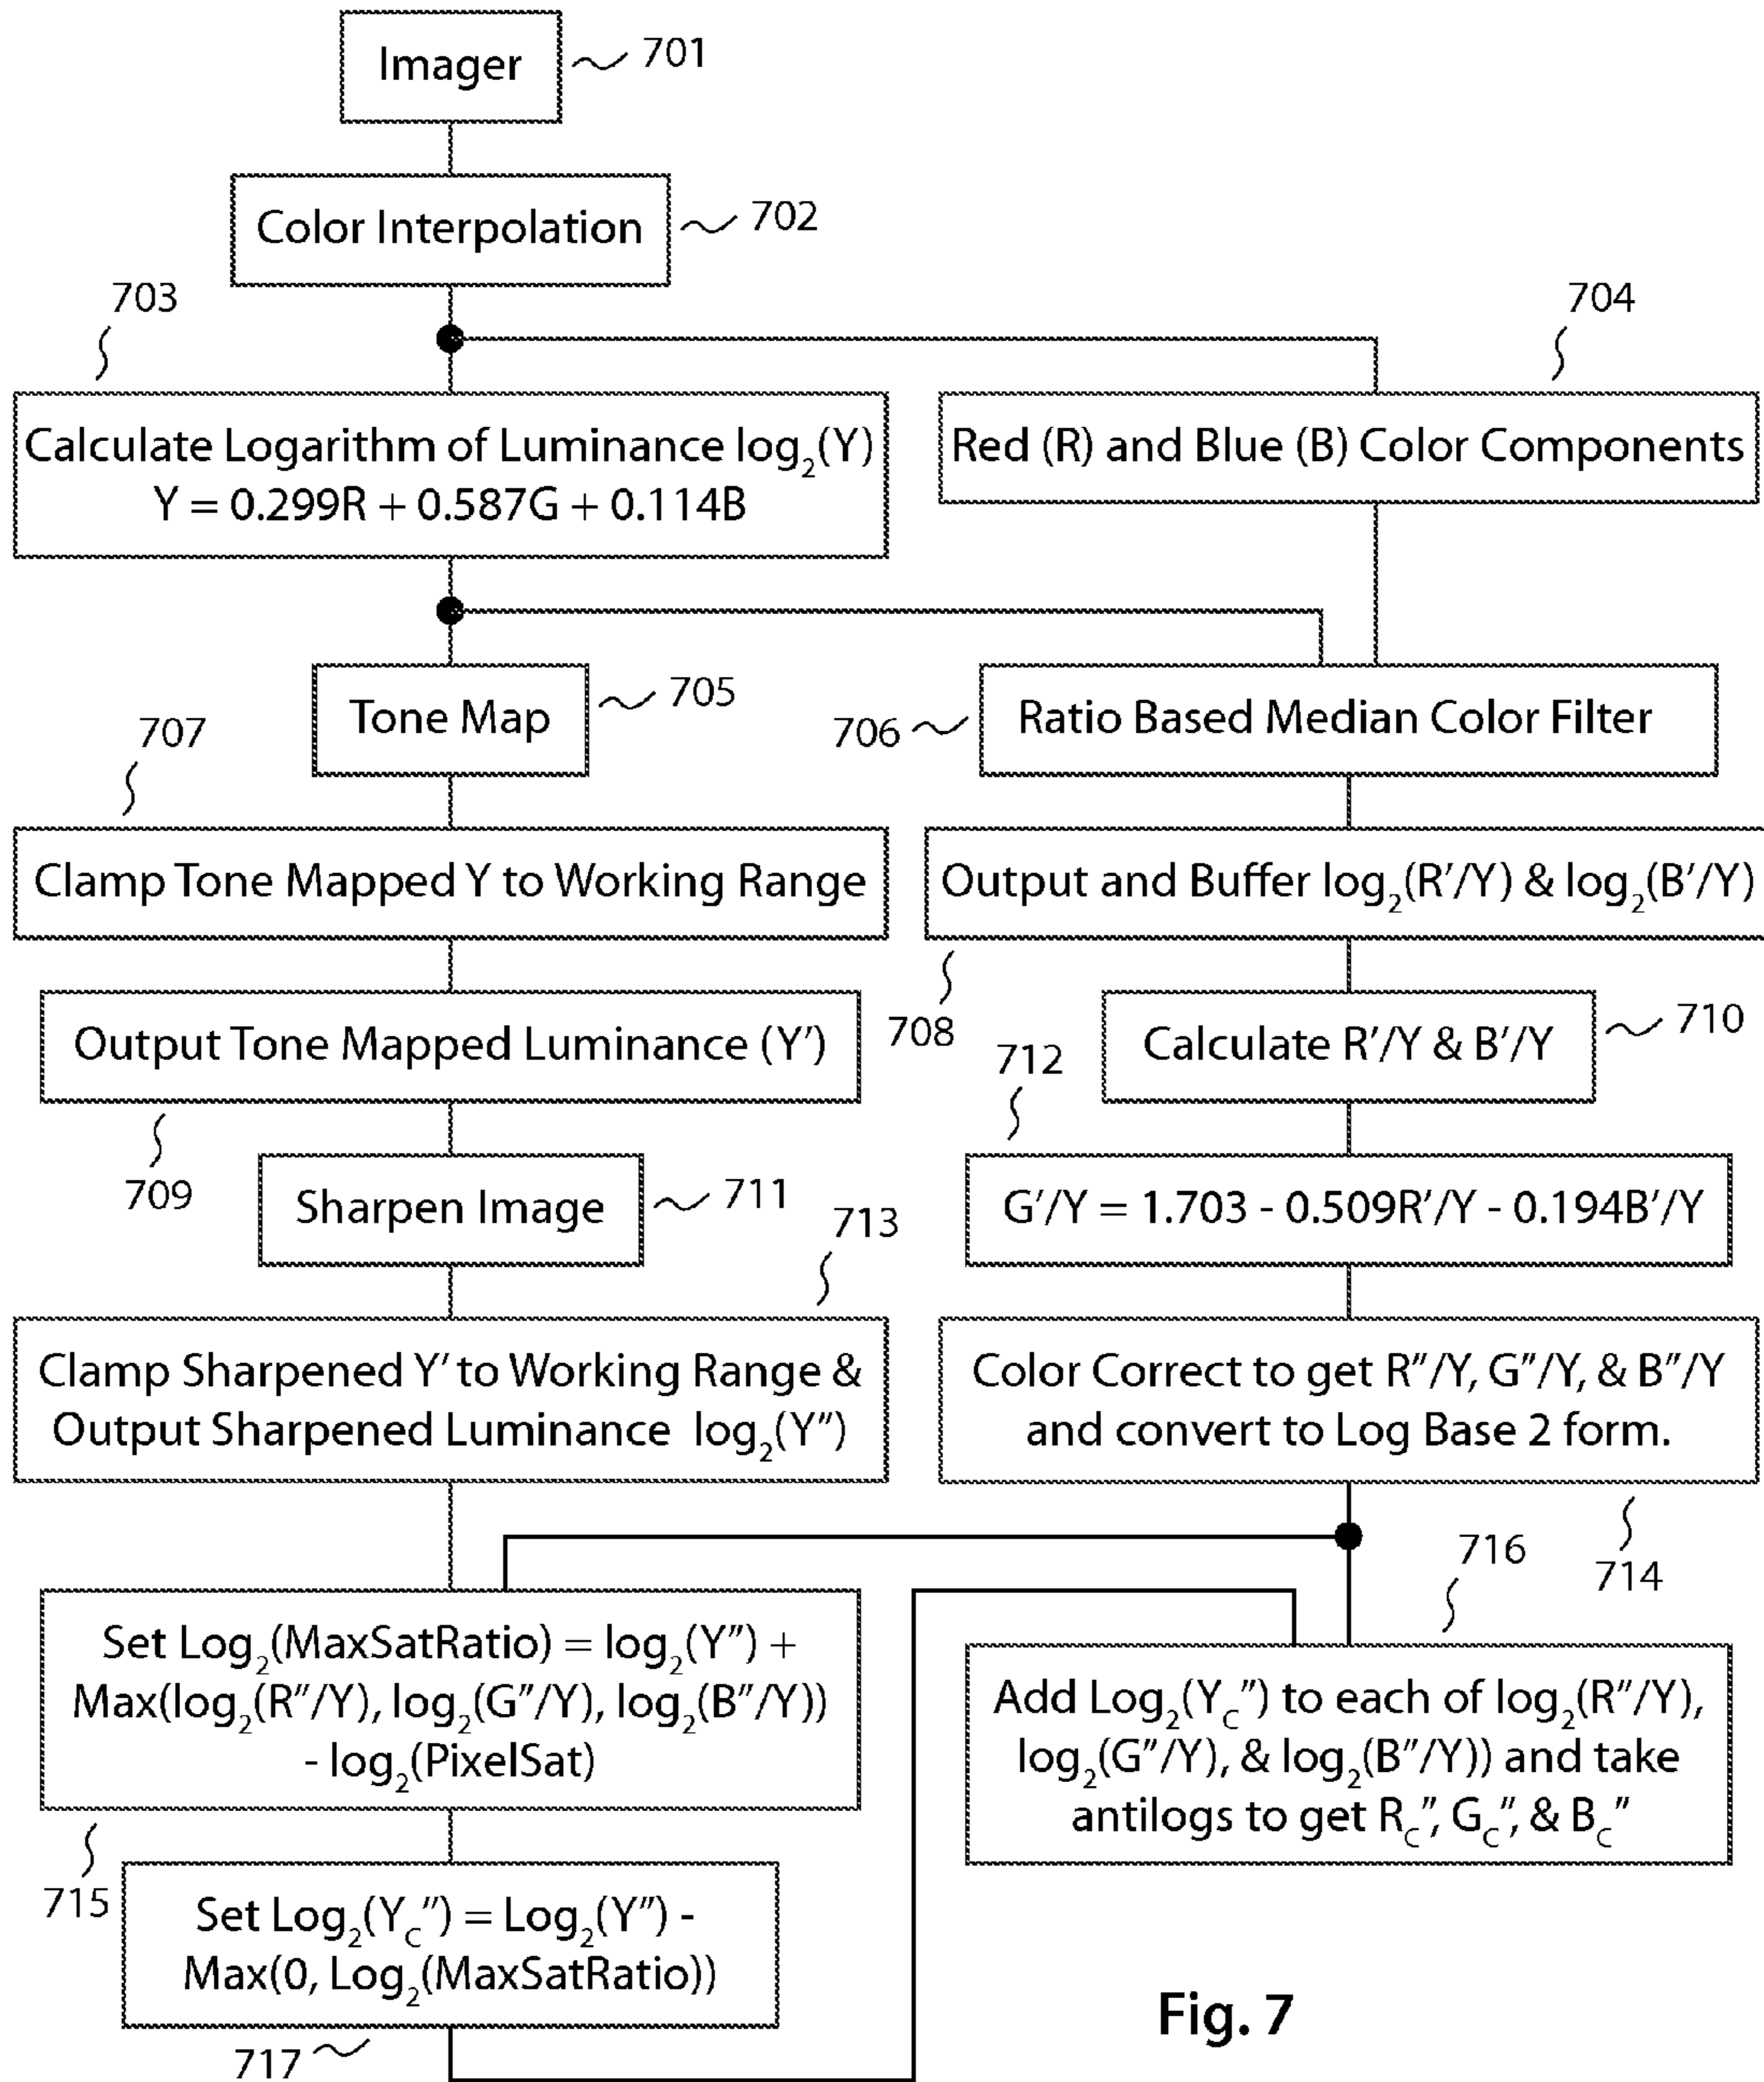 Imager
701
Color Interpolation
702
703
704
Calculate Logarithm of Luminance log₂(Y)
Y = 0.299R + 0.587G + 0.114B
Red (R) and Blue (B) Color Components
Tone Map
705
706
Ratio Based Median Color Filter
707
Clamp Tone Mapped Y to Working Range
Output and Buffer log₂(R′/Y) & log₂(B′/Y)
708
Output Tone Mapped Luminance (Y′)
709
Calculate R′/Y & B′/Y
710
712
Sharpen Image
711
G′/Y = 1.703 - 0.509R′/Y - 0.194B′/Y
713
Clamp Sharpened Y′ to Working Range &
Output Sharpened Luminance log₂(Y″)
Color Correct to get R″/Y, G″/Y, & B″/Y
and convert to Log Base 2 form.
714
716
Set Log₂(MaxSatRatio) = log₂(Y″) +
Max(log₂(R″/Y), log₂(G″/Y), log₂(B″/Y))
- log₂(PixelSat)
715
Add Log₂(Y_C″) to each of log₂(R″/Y),
log₂(G″/Y), & log₂(B″/Y)) and take
antilogs to get R_C″, G_C″, & B_C″
Set Log₂(Y_C″) = Log₂(Y″) -
Max(0, Log₂(MaxSatRatio))
717
Fig. 7